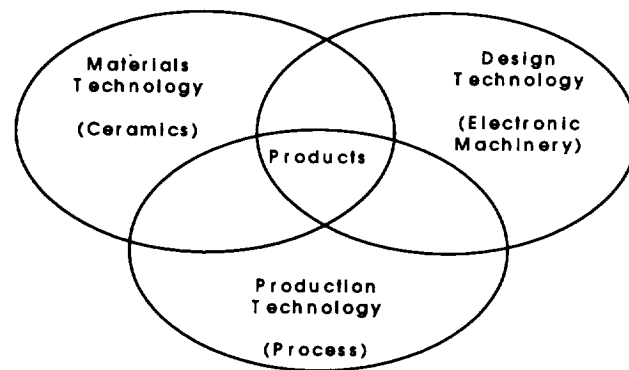 Materials
Technology
(Ceramics)
Design
Technology
(Electronic
Machinery)
Products
Production
Technology
(Process)